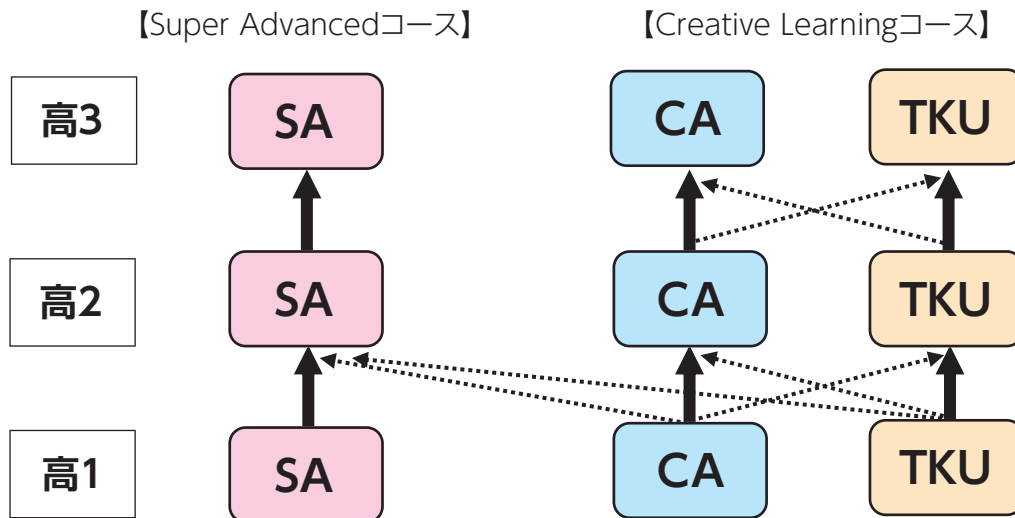 【Super Advancedコース】 【Creative Learningコース】
高3 SA CA TKU
高2 SA CA TKU
高1 SA CA TKU